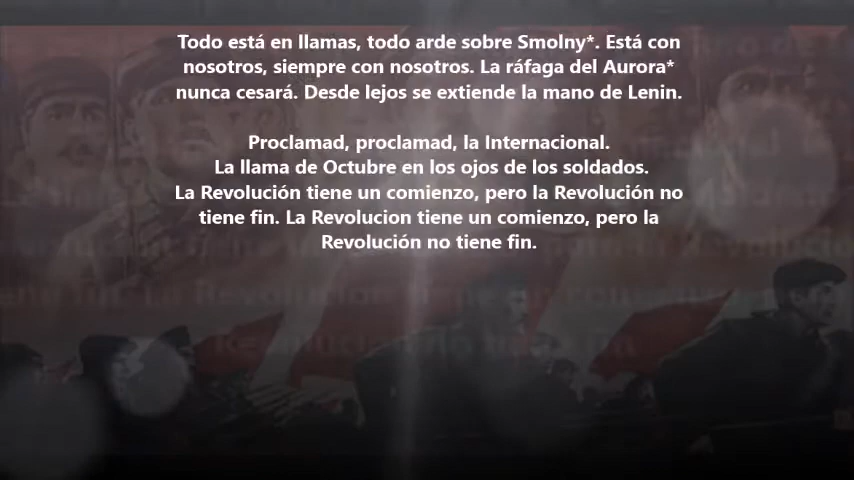 Todo está en llamas, todo arde sobre Smolny*. Está con
nosotros, siempre con nosotros. La ráfaga del Aurora*
nunca cesará. Desde lejos se extiende la mano de Lenin.
Proclamad, proclamad, la Internacional.
La llama de Octubre en los ojos de los soldados.
La Revolución tiene un comienzo, pero la Revolución no
tiene fin. La Revolucion tiene un comienzo, pero la
Revolución no tiene fin.